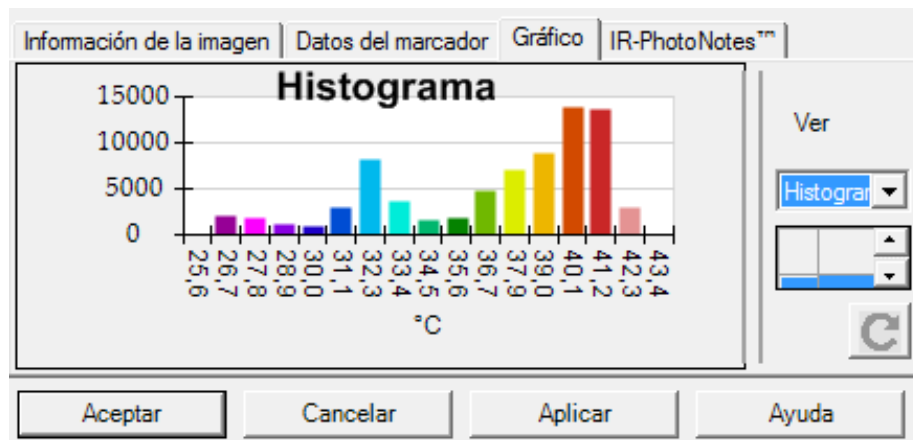 Información de la imagen Datos del marcador Gráfico IR-PhotoNotes™
Histograma
15000
10000
5000
0
25,6 26,7 27,8 28,9 30,0 31,1 32,3 33,4 34,5 35,6 36,7 37,9 39,0 40,1 41,2 42,3 43,4
°C
Ver
Histograr
Aceptar Cancelar Aplicar Ayuda